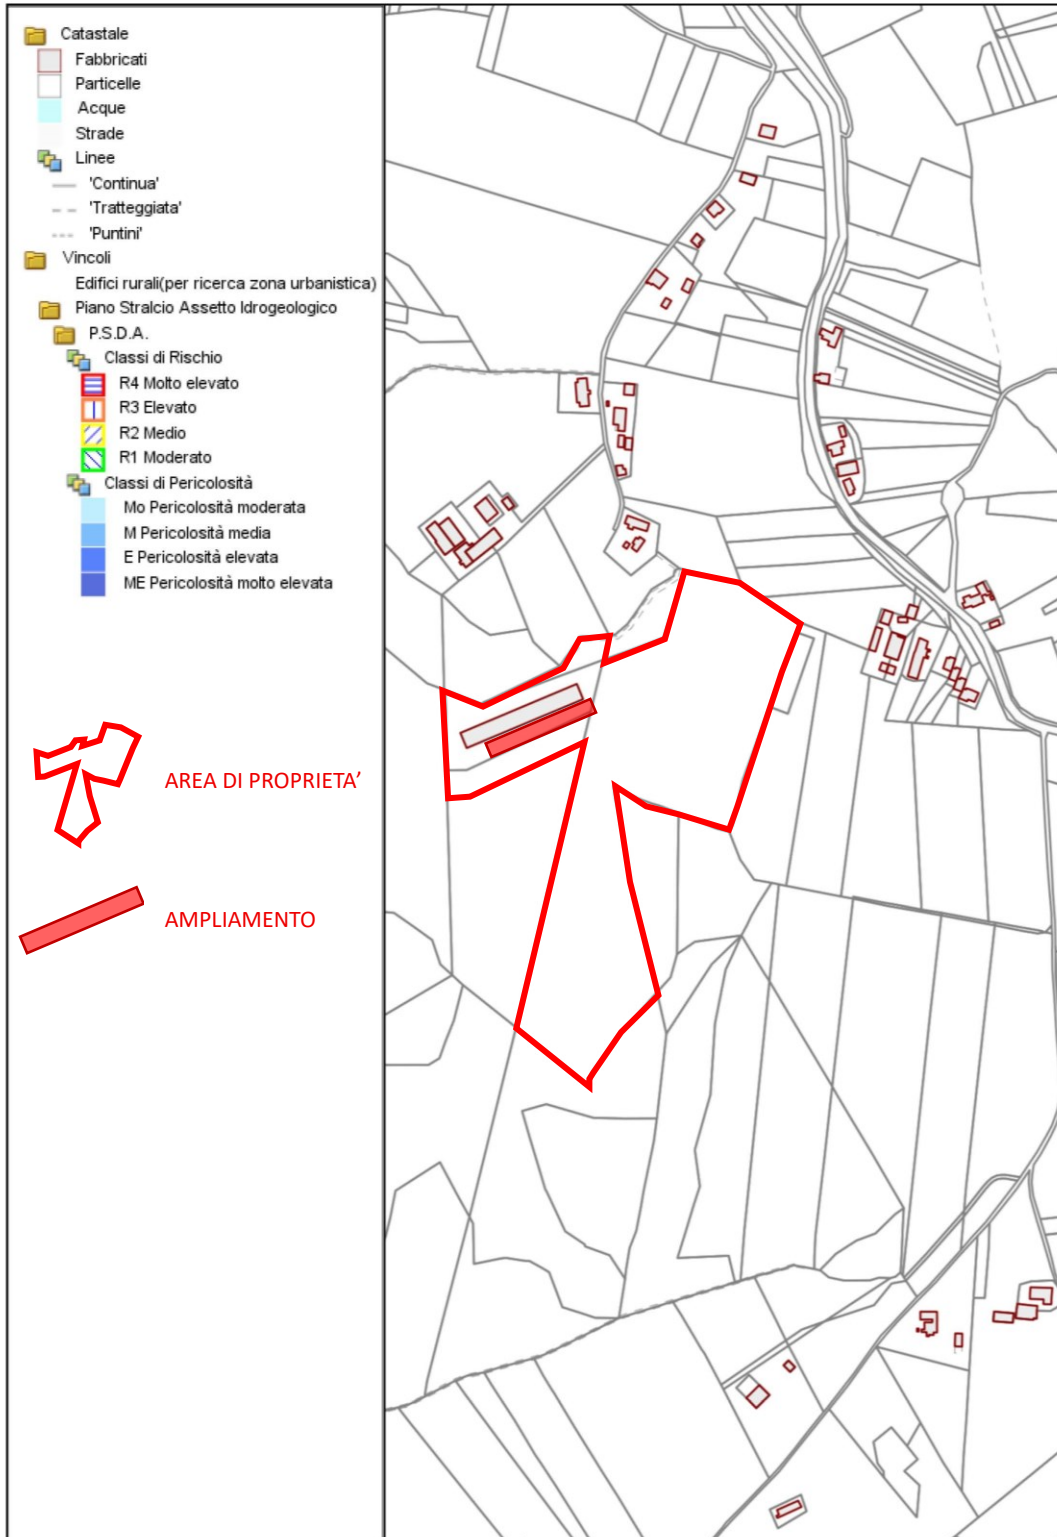 Catastale
Fabbricati
Particelle
Acque
Strade
Linee
'Continua'
'Tratteggiata'
'Puntini'
Vincoli
Edifici rurali(per ricerca zona urbanistica)
Piano Stralcio Assetto Idrogeologico
P.S.D.A.
Classi di Rischio
R4 Molto elevato
R3 Elevato
R2 Medio
R1 Moderato
Classi di Pericolosità
Mo Pericolosità moderata
M Pericolosità media
E Pericolosità elevata
ME Pericolosità molto elevata
AREA DI PROPRIETA’
AMPLIAMENTO